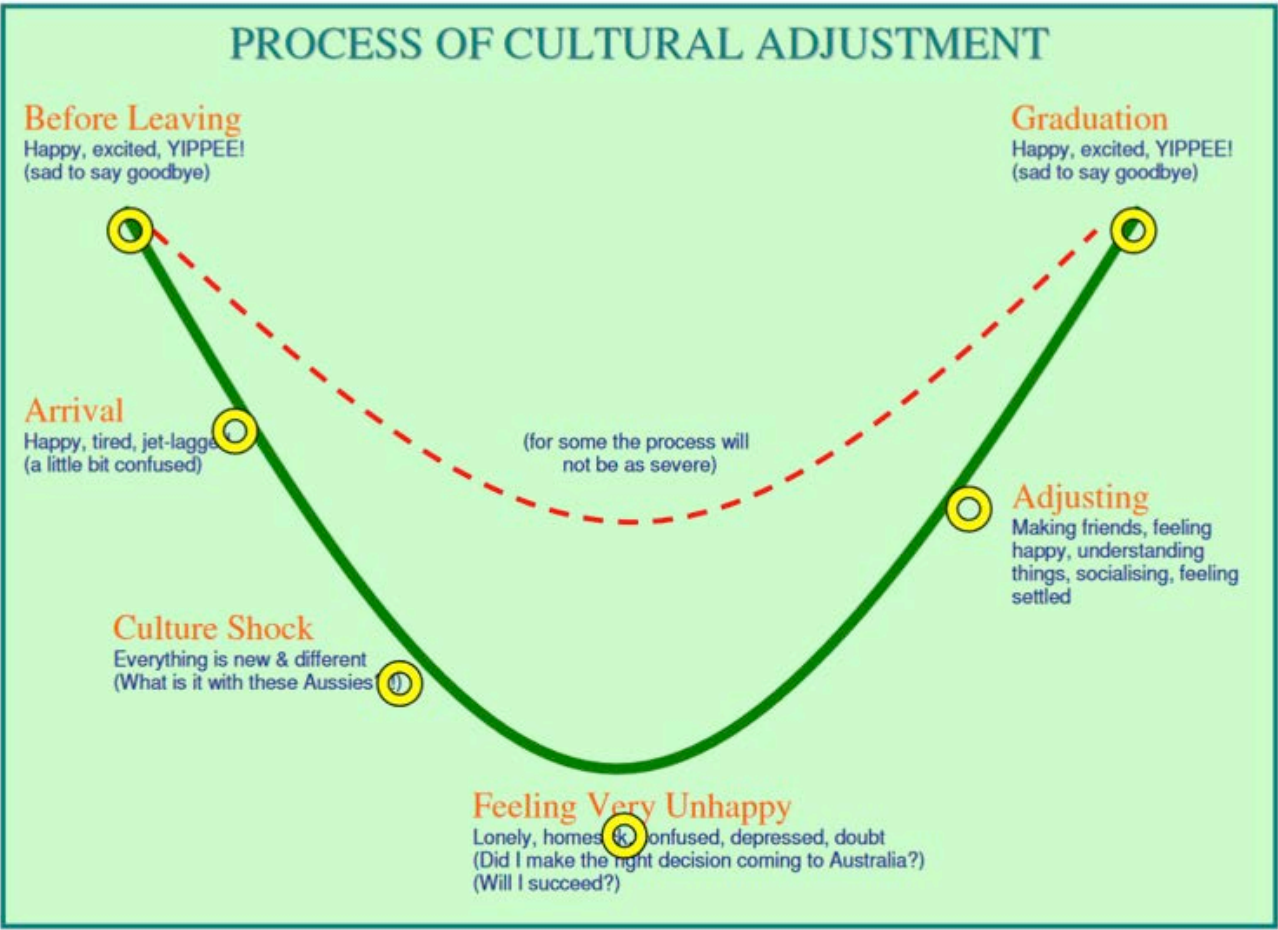 PROCESS OF CULTURAL ADJUSTMENT
Before Leaving
Happy, excited, YIPPEE!
(sad to say goodbye)
Graduation
Happy, excited, YIPPEE!
(sad to say goodbye)
Arrival
Happy, tired, jet-lagged
(a little bit confused)
(for some the process will
not be as severe)
Adjusting
Making friends, feeling
happy, understanding
things, socialising, feeling
settled
Culture Shock
Everything is new & different
(What is it with these Aussies?!)
Feeling Very Unhappy
Lonely, homesick, confused, depressed, doubt
(Did I make the right decision coming to Australia?)
(Will I succeed?)